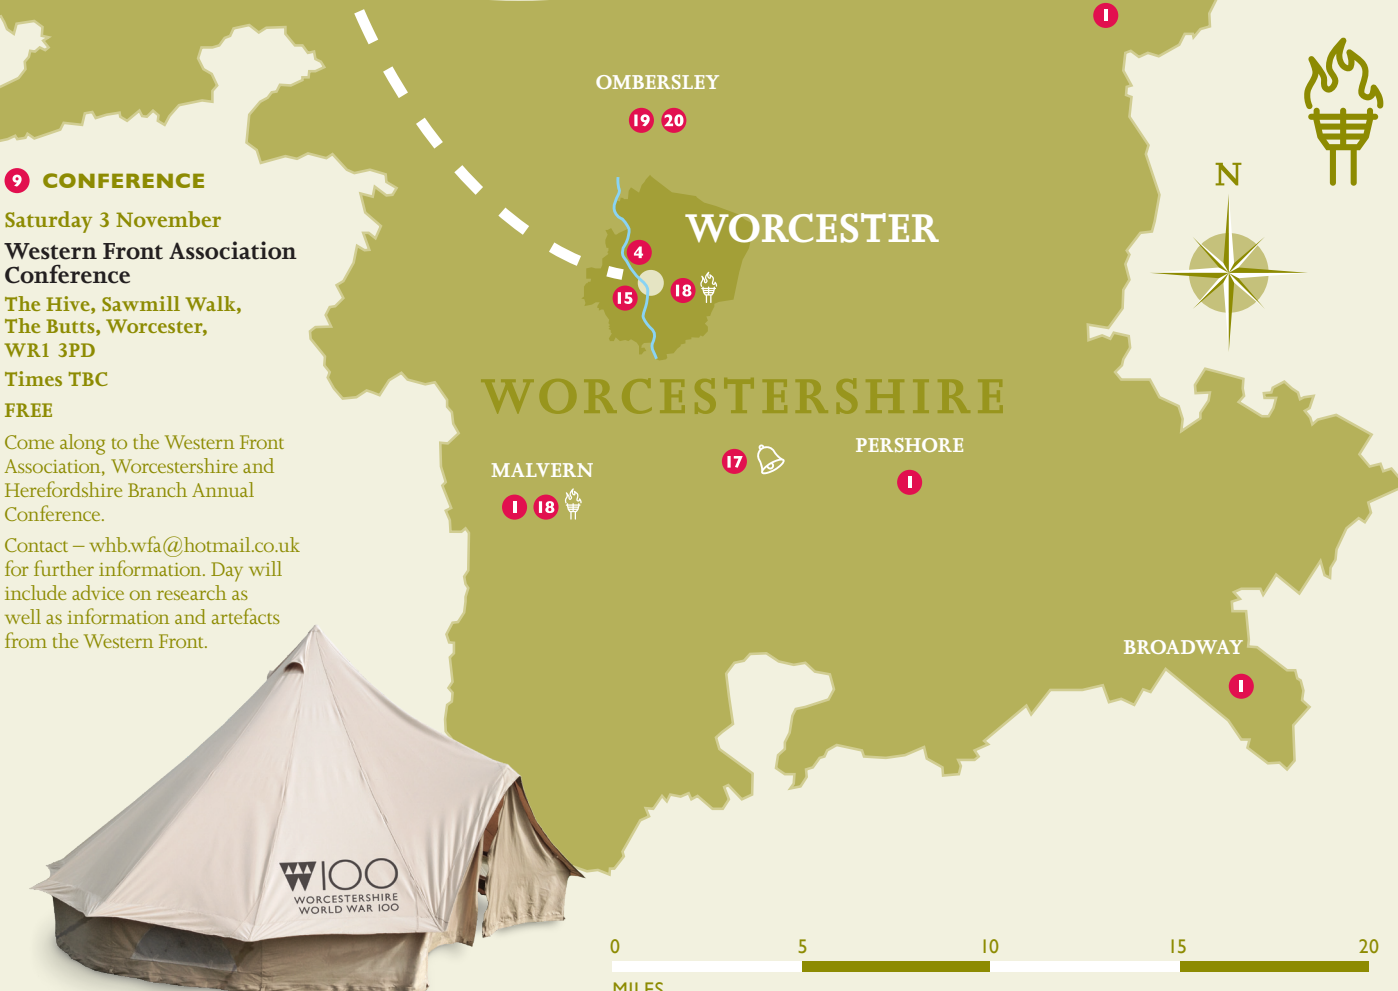 1
OMBERSLEY
19 20
9 CONFERENCE
Saturday 3 November
Western Front Association
Conference
The Hive, Sawmill Walk,
The Butts, Worcester,
WR1 3PD
Times TBC
FREE
Come along to the Western Front
Association, Worcestershire and
Herefordshire Branch Annual
Conference.
Contact – whb.wfa@hotmail.co.uk
for further information. Day will
include advice on research as
well as information and artefacts
from the Western Front.
N
WORCESTER
4
15
18
WORCESTERSHIRE
MALVERN
1 18
17
PERSHORE
1
BROADWAY
1
W100
WORCESTERSHIRE
WORLD WAR 100
0 5 10 15 20
MILES